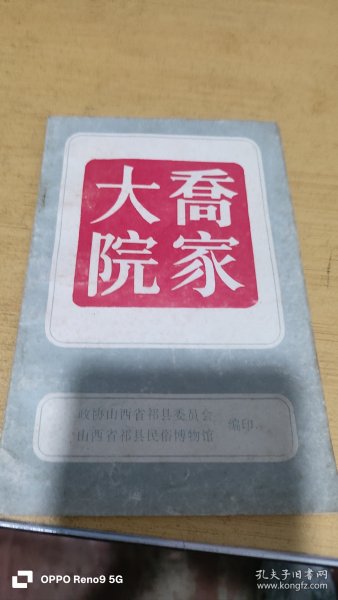 喬家
大院
政协山西省祁县委员会
山西省祁县民俗博物馆
编印
OPPO Reno9 5G
孔夫子旧书网
www.kongfz.com